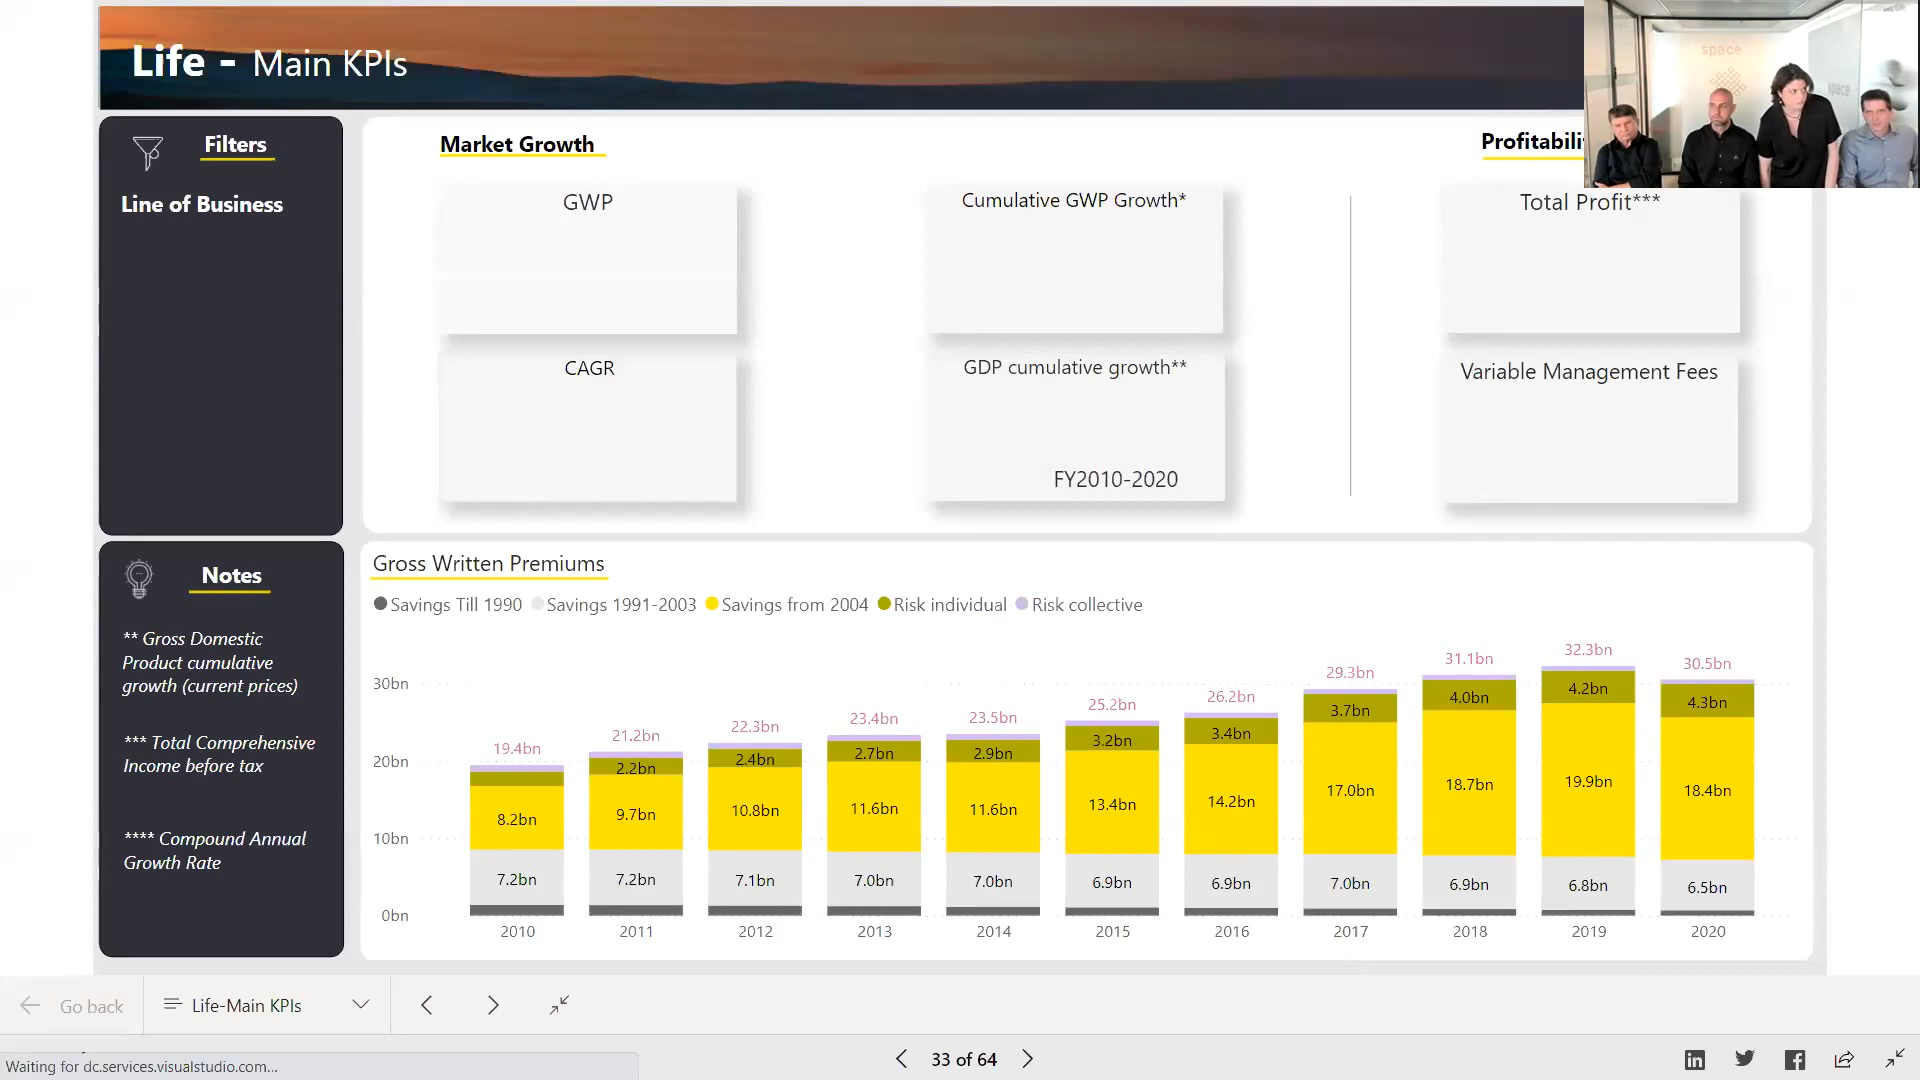 Life - Main KPIs
space
space
Filters
Line of Business
Market Growth
Profitabili
GWP
Cumulative GWP Growth*
Total Profit***
CAGR
GDP cumulative growth**
FY2010-2020
Variable Management Fees
Notes
** Gross Domestic
Product cumulative
growth (current prices)
*** Total Comprehensive
Income before tax
**** Compound Annual
Growth Rate
Gross Written Premiums
Savings Till 1990 Savings 1991-2003 Savings from 2004 Risk individual Risk collective
30bn
20bn
10bn
0bn
19.4bn 21.2bn 22.3bn 23.4bn 23.5bn 25.2bn 26.2bn 29.3bn 31.1bn 32.3bn 30.5bn
2.2bn 2.4bn 2.7bn 2.9bn 3.2bn 3.4bn 3.7bn 4.0bn 4.2bn 4.3bn
8.2bn 9.7bn 10.8bn 11.6bn 11.6bn 13.4bn 14.2bn 17.0bn 18.7bn 19.9bn 18.4bn
7.2bn 7.2bn 7.1bn 7.0bn 7.0bn 6.9bn 6.9bn 7.0bn 6.9bn 6.8bn 6.5bn
2010 2011 2012 2013 2014 2015 2016 2017 2018 2019 2020
Go back
Life-Main KPIs
Waiting for dc.services.visualstudio.com...
33 of 64